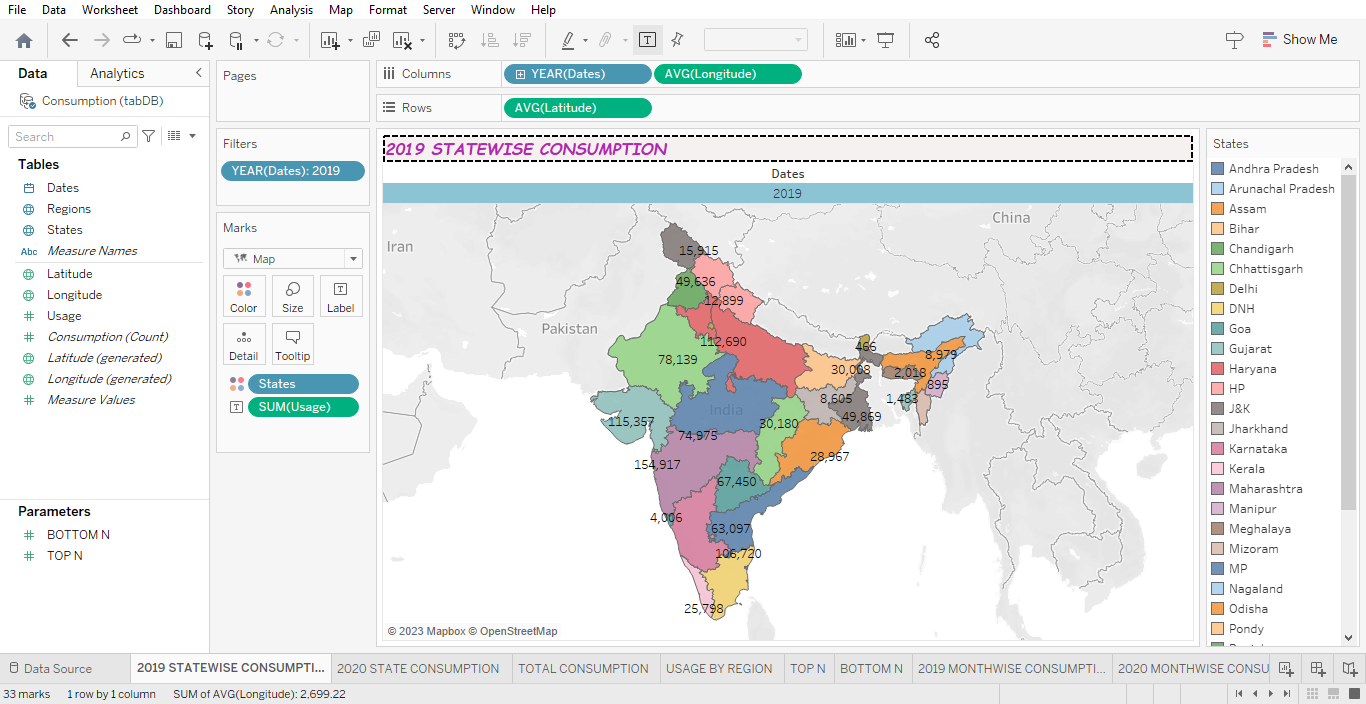 File Data Worksheet Dashboard Story Analysis Map Format Server Window Help
Show Me
Data Analytics
Consumption (tabDB)
Search
Tables
Dates
Regions
States
Abc Measure Names
Latitude
Longitude
Usage
Consumption (Count)
Latitude (generated)
Longitude (generated)
Measure Values
Parameters
BOTTOM N
TOP N
Pages
Filters
YEAR(Dates): 2019
Marks
Map
Color Size Label
Detail Tooltip
States
SUM(Usage)
Columns YEAR(Dates) AVG(Longitude)
Rows AVG(Latitude)
2019 STATEWISE CONSUMPTION
Dates
2019
China
Iran
15,915
49,636
12,899
Pakistan
112,690
466
8,979
78,139
30,008
2,018
895
8,605
1,483
India
49,869
115,357
30,180
74,975
28,967
154,917
67,450
4,006
63,097
106,720
25,798
© 2023 Mapbox © OpenStreetMap
States
Andhra Pradesh
Arunachal Pradesh
Assam
Bihar
Chandigarh
Chhattisgarh
Delhi
DNH
Goa
Gujarat
Haryana
HP
J&K
Jharkhand
Karnataka
Kerala
Maharashtra
Manipur
Meghalaya
Mizoram
MP
Nagaland
Odisha
Pondy
Data Source 2019 STATEWISE CONSUMPTI... 2020 STATE CONSUMPTION TOTAL CONSUMPTION USAGE BY REGION TOP N BOTTOM N 2019 MONTHWISE CONSUMPTI... 2020 MONTHWISE CONSU
33 marks 1 row by 1 column SUM of AVG(Longitude): 2,699.22